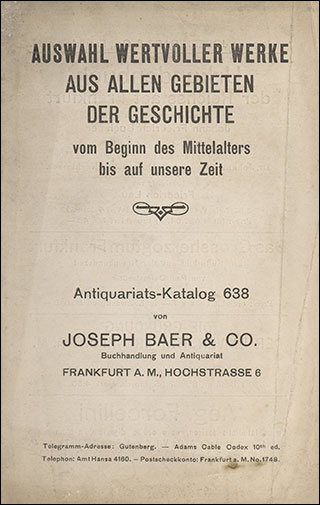 AUSWAHL WERTVOLLER WERKE
AUS ALLEN GEBIETEN
DER GESCHICHTE
vom Beginn des Mittelalters
bis auf unsere Zeit
Antiquariats-Katalog 638
von
JOSEPH BAER & CO.
Buchhandlung und Antiquariat
FRANKFURT A. M., HOCHSTRASSE 6
Telegramm-Adresse: Gutenberg. — Adams Cable Codex 10th ed.
Telephon: Amt Hansa 4160. — Postscheckkonto: Frankfurt a. M. No. 1748.